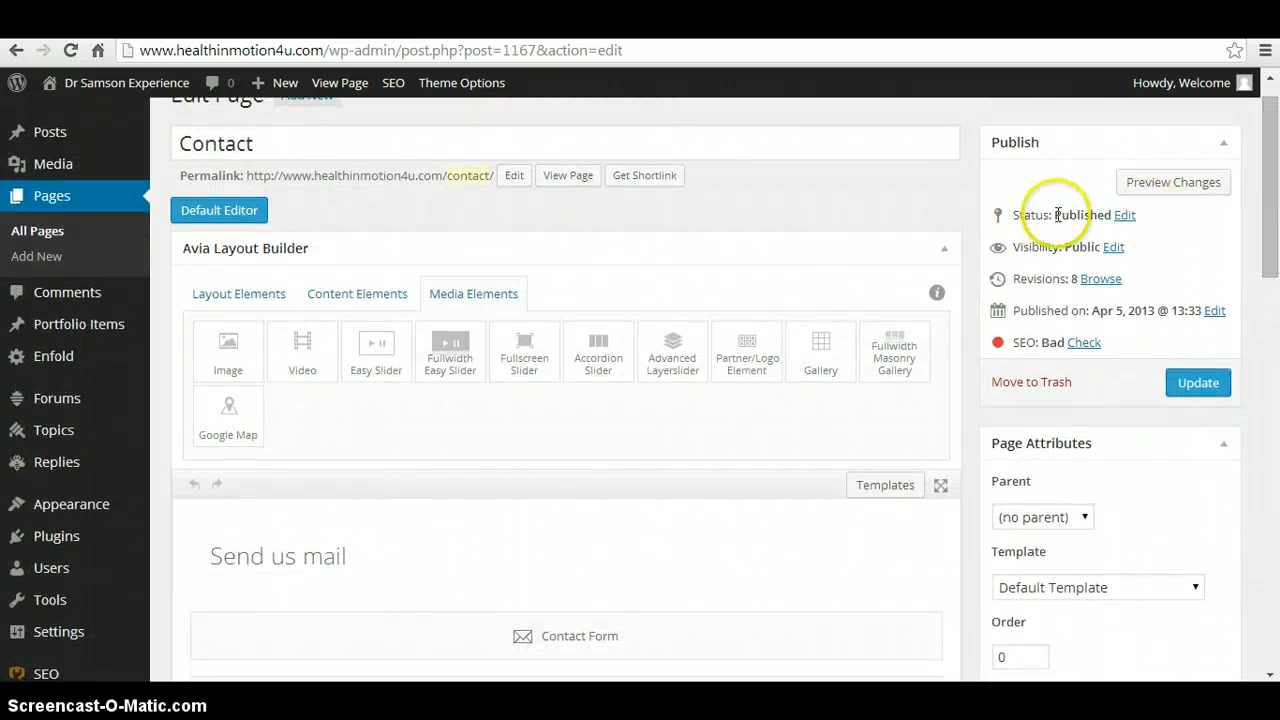 www.healthinmotion4u.com/wp-admin/post.php?post=1167&action=edit
Dr Samson Experience 0 New View Page SEO Theme Options Howdy, Welcome
Edit Page Add New
Posts
Media
Pages
All Pages
Add New
Comments
Portfolio Items
Enfold
Forums
Topics
Replies
Appearance
Plugins
Users
Tools
Settings
SEO
Contact
Permalink: http://www.healthinmotion4u.com/contact/ Edit View Page Get Shortlink
Default Editor
Avia Layout Builder
Layout Elements Content Elements Media Elements
Image
Video
Easy Slider
Fullwidth
Easy Slider
Fullscreen
Slider
Accordion
Slider
Advanced
Layerslider
Partner/Logo
Element
Gallery
Fullwidth
Masonry
Gallery
Google Map
Templates
Send us mail
Contact Form
Publish
Preview Changes
Status: Published Edit
Visibility: Public Edit
Revisions: 8 Browse
Published on: Apr 5, 2013 @ 13:33 Edit
SEO: Bad Check
Move to Trash Update
Page Attributes
Parent
(no parent)
Template
Default Template
Order
0
Screencast-O-Matic.com